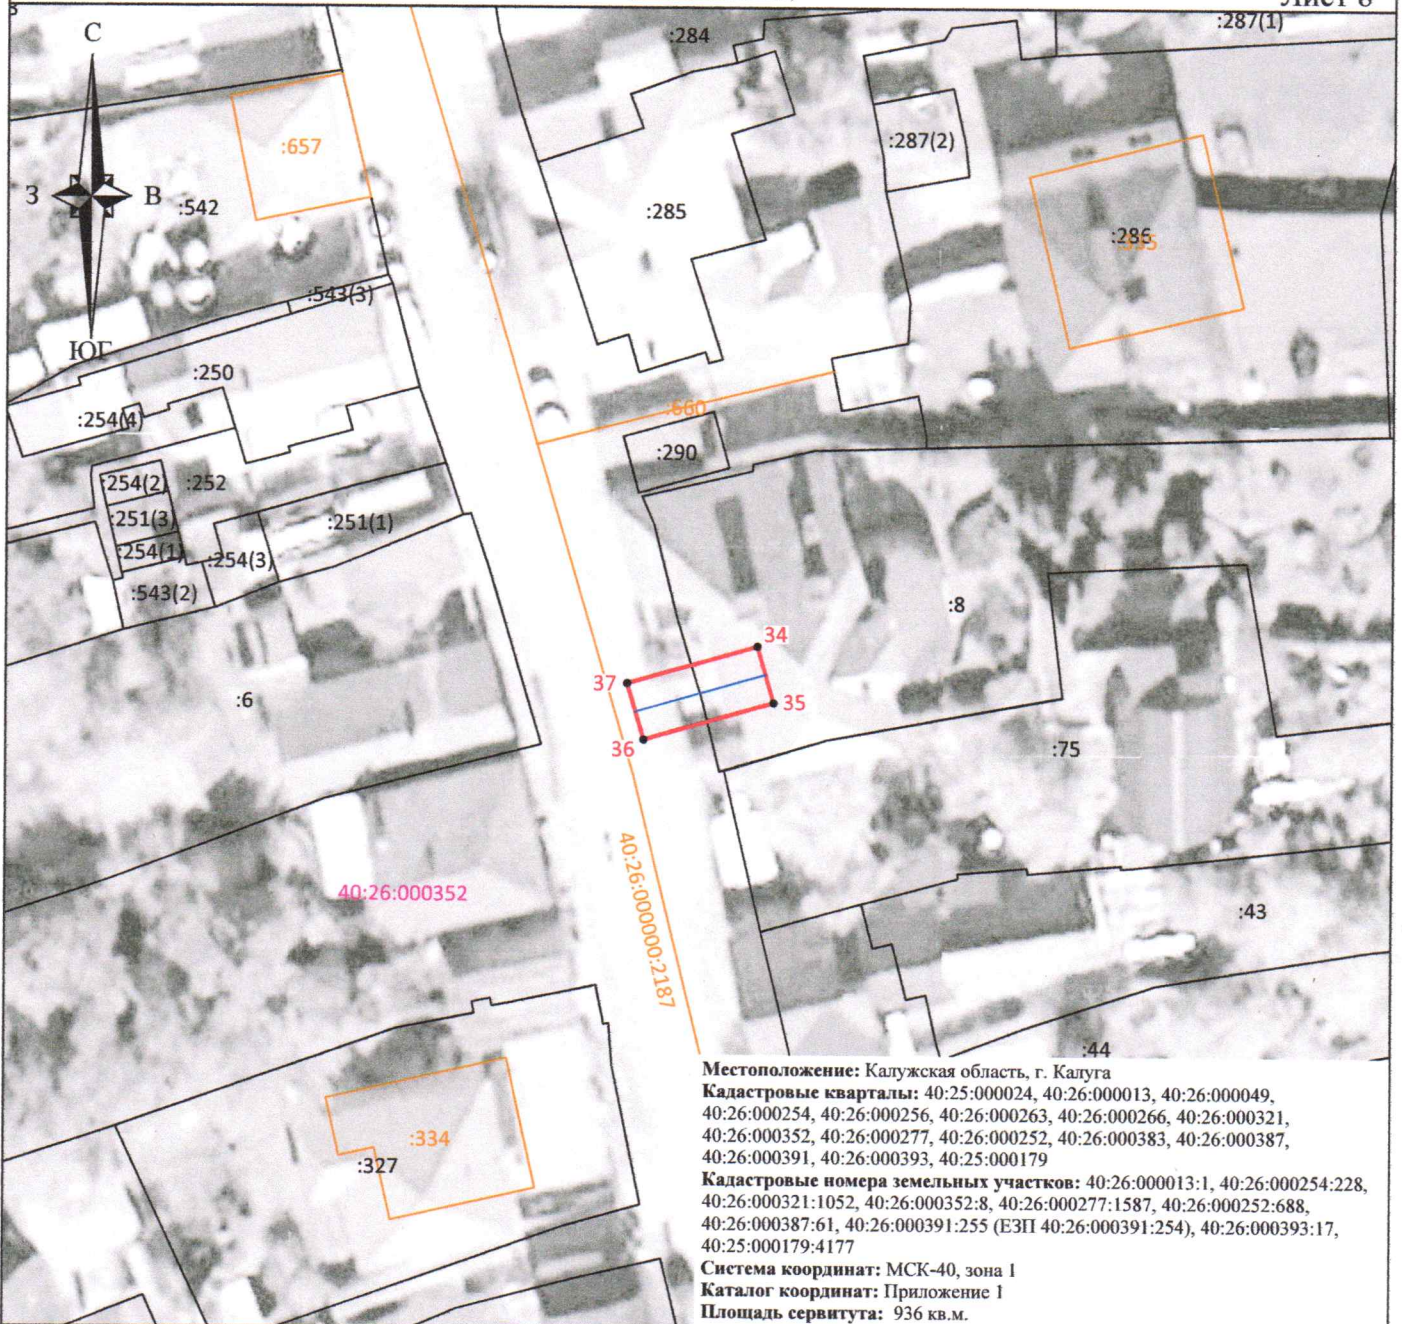 :284
:287(1)
С
:657
:287(2)
З
В
:542
:285
:286
:543(3)
ЮГ
:250
:660
:254(4)
:290
:254(2)
:252
:251(3)
:251(1)
:254(1)
:254(3)
:543(2)
:8
34
37
:6
35
36
:75
40:26:000000:2187
40:26:000352
:43
:44
:334
:327
Местоположение: Калужская область, г. Калуга
Кадастровые кварталы: 40:25:000024, 40:26:000013, 40:26:000049,
40:26:000254, 40:26:000256, 40:26:000263, 40:26:000266, 40:26:000321,
40:26:000352, 40:26:000277, 40:26:000252, 40:26:000383, 40:26:000387,
40:26:000391, 40:26:000393, 40:25:000179
Кадастровые номера земельных участков: 40:26:000013:1, 40:26:000254:228,
40:26:000321:1052, 40:26:000352:8, 40:26:000277:1587, 40:26:000252:688,
40:26:000387:61, 40:26:000391:255 (ЕЗП 40:26:000391:254), 40:26:000393:17,
40:25:000179:4177
Система координат: МСК-40, зона 1
Каталог координат: Приложение 1
Площадь сервитута: 936 кв.м.